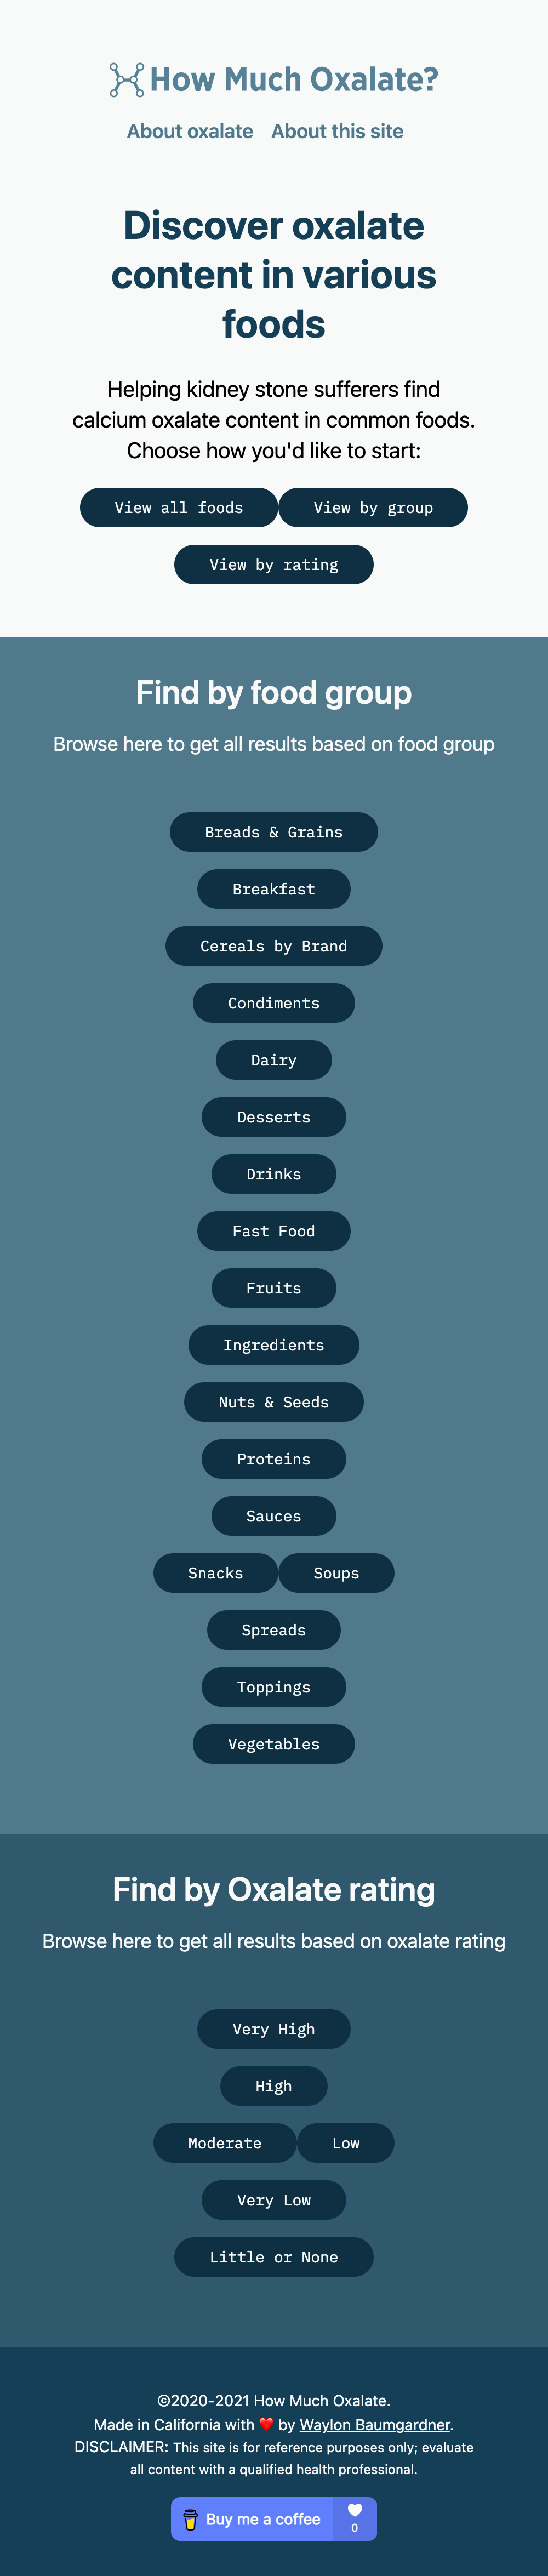 How Much Oxalate?
About oxalate About this site
Discover oxalate
content in various
foods
Helping kidney stone sufferers find
calcium oxalate content in common foods.
Choose how you'd like to start:
View all foods View by group
View by rating
Find by food group
Browse here to get all results based on food group
Breads & Grains
Breakfast
Cereals by Brand
Condiments
Dairy
Desserts
Drinks
Fast Food
Fruits
Ingredients
Nuts & Seeds
Proteins
Sauces
Snacks Soups
Spreads
Toppings
Vegetables
Find by Oxalate rating
Browse here to get all results based on oxalate rating
Very High
High
Moderate Low
Very Low
Little or None
©2020-2021 How Much Oxalate.
Made in California with ❤️ by Waylon Baumgardner.
DISCLAIMER: This site is for reference purposes only; evaluate
all content with a qualified health professional.
Buy me a coffee 0